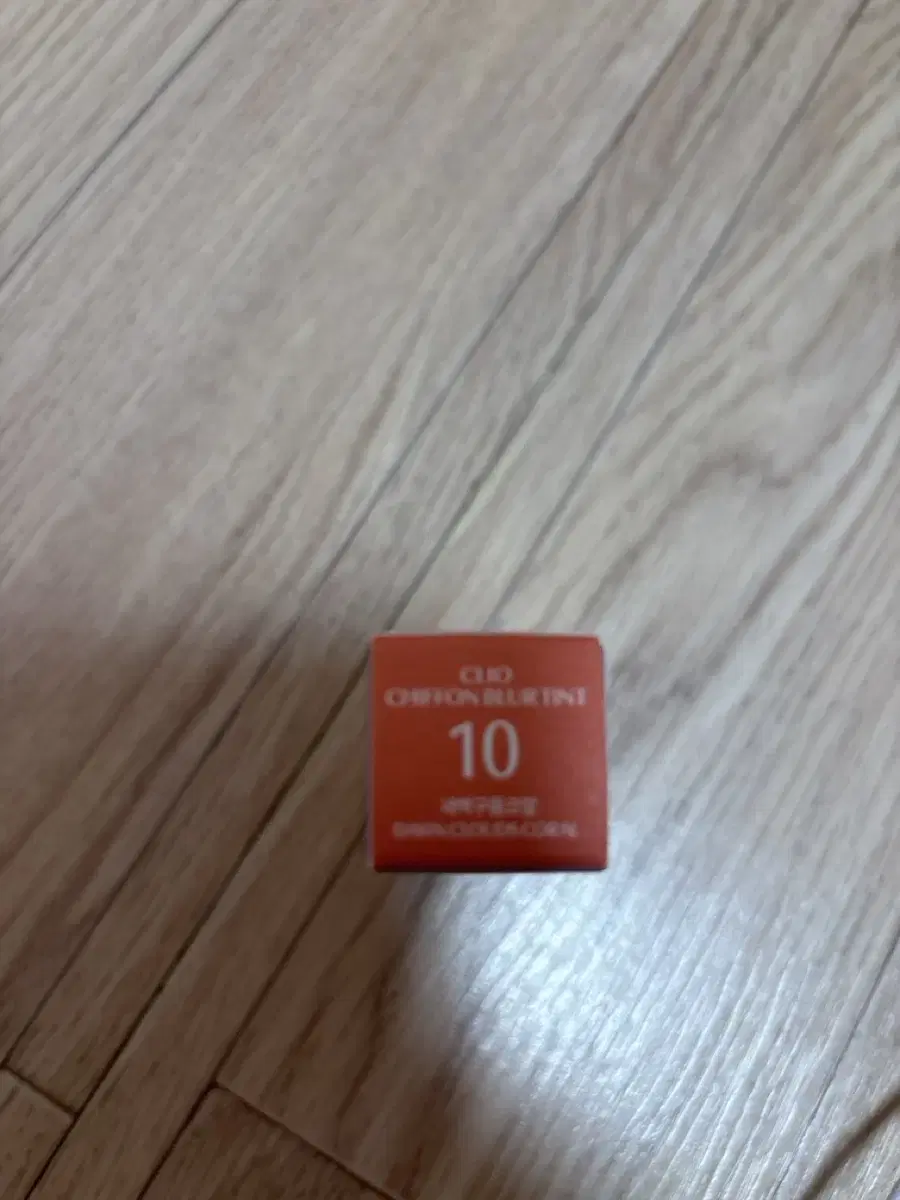 CLIO
CHIFFON BLUR TINT
10
새벽구름코랄
DAWN CLOUDS CORAL